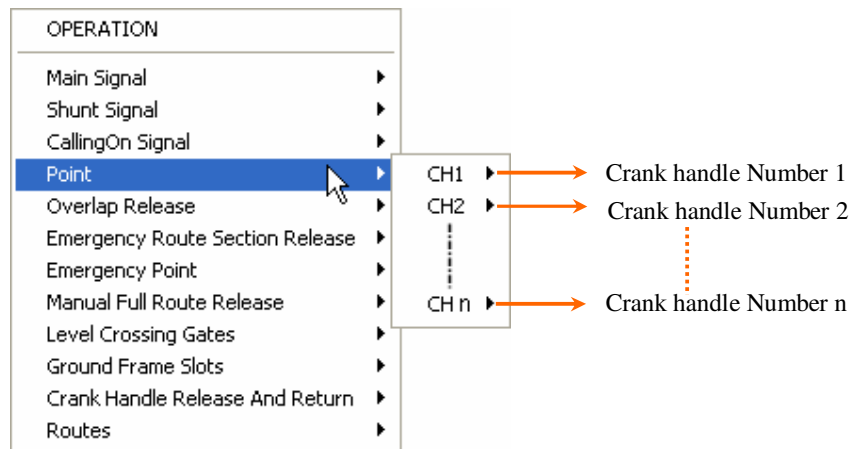 OPERATION
Main Signal
Shunt Signal
CallingOn Signal
Point
Overlap Release
Emergency Route Section Release
Emergency Point
Manual Full Route Release
Level Crossing Gates
Ground Frame Slots
Crank Handle Release And Return
Routes
CH1
CH2
CH n
Crank handle Number 1
Crank handle Number 2
Crank handle Number n